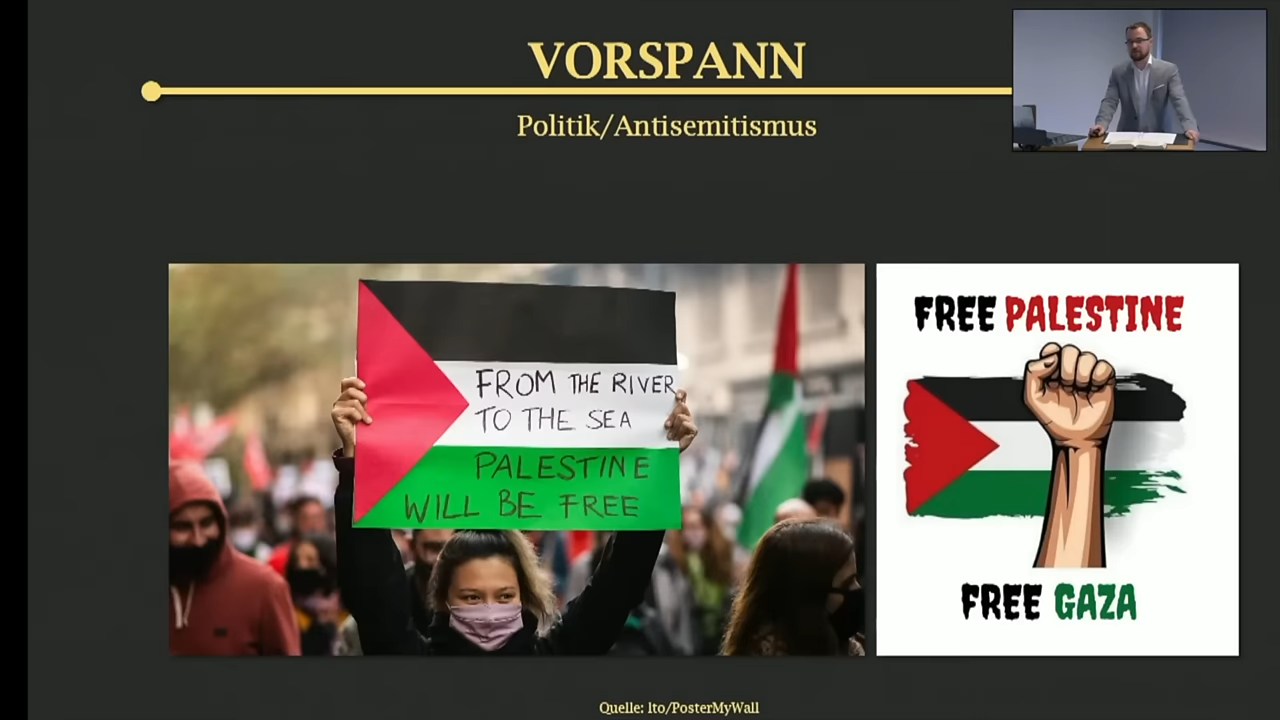 VORSPANN
Politik/Antisemitismus
FROM THE RIVER
TO THE SEA
PALESTINE
WILL BE FREE
FREE PALESTINE
FREE GAZA
Quelle: lto/PosterMyWall